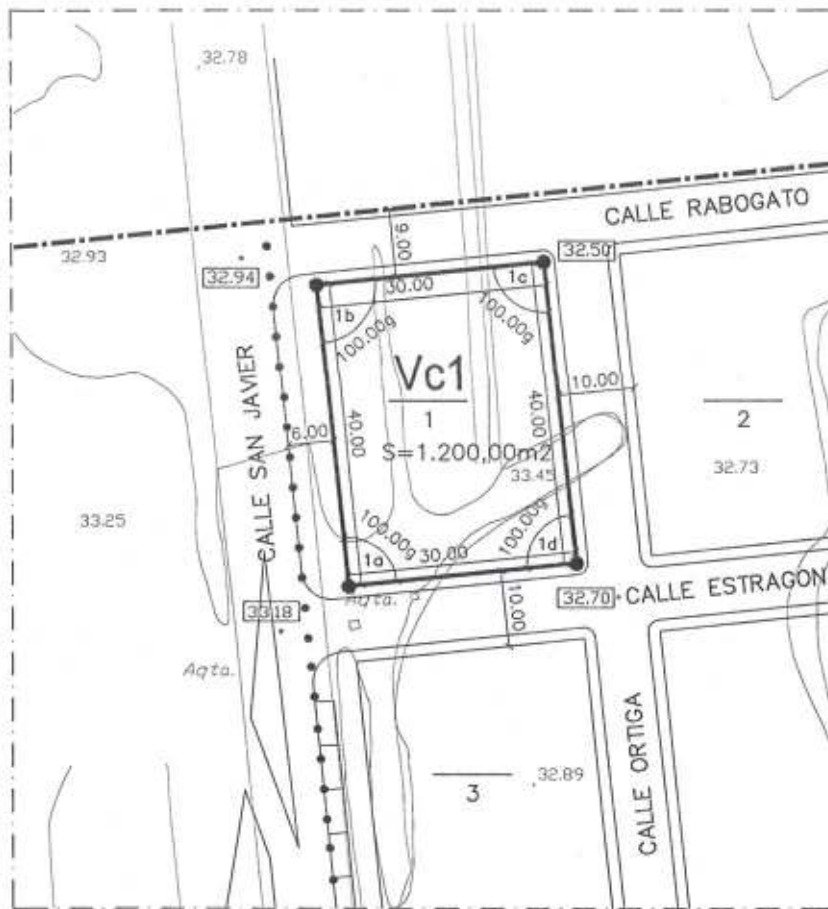 32.78
CALLE RABOGATO
9.00
32.93
32.94
32.50
30.00
1b
1c
100.00g
100.00g
Vc1
1
CALLE SAN JAVIER
6.00
40.00
40.00
10.00
2
S=1.200,00m2
33.45
32.73
33.25
100.00g
100.00g
1a
30.00
1d
Aqta.
10.00
32.70
CALLE ESTRAGON
33.18
Aqta.
CALLE ORTIGA
3
32.89